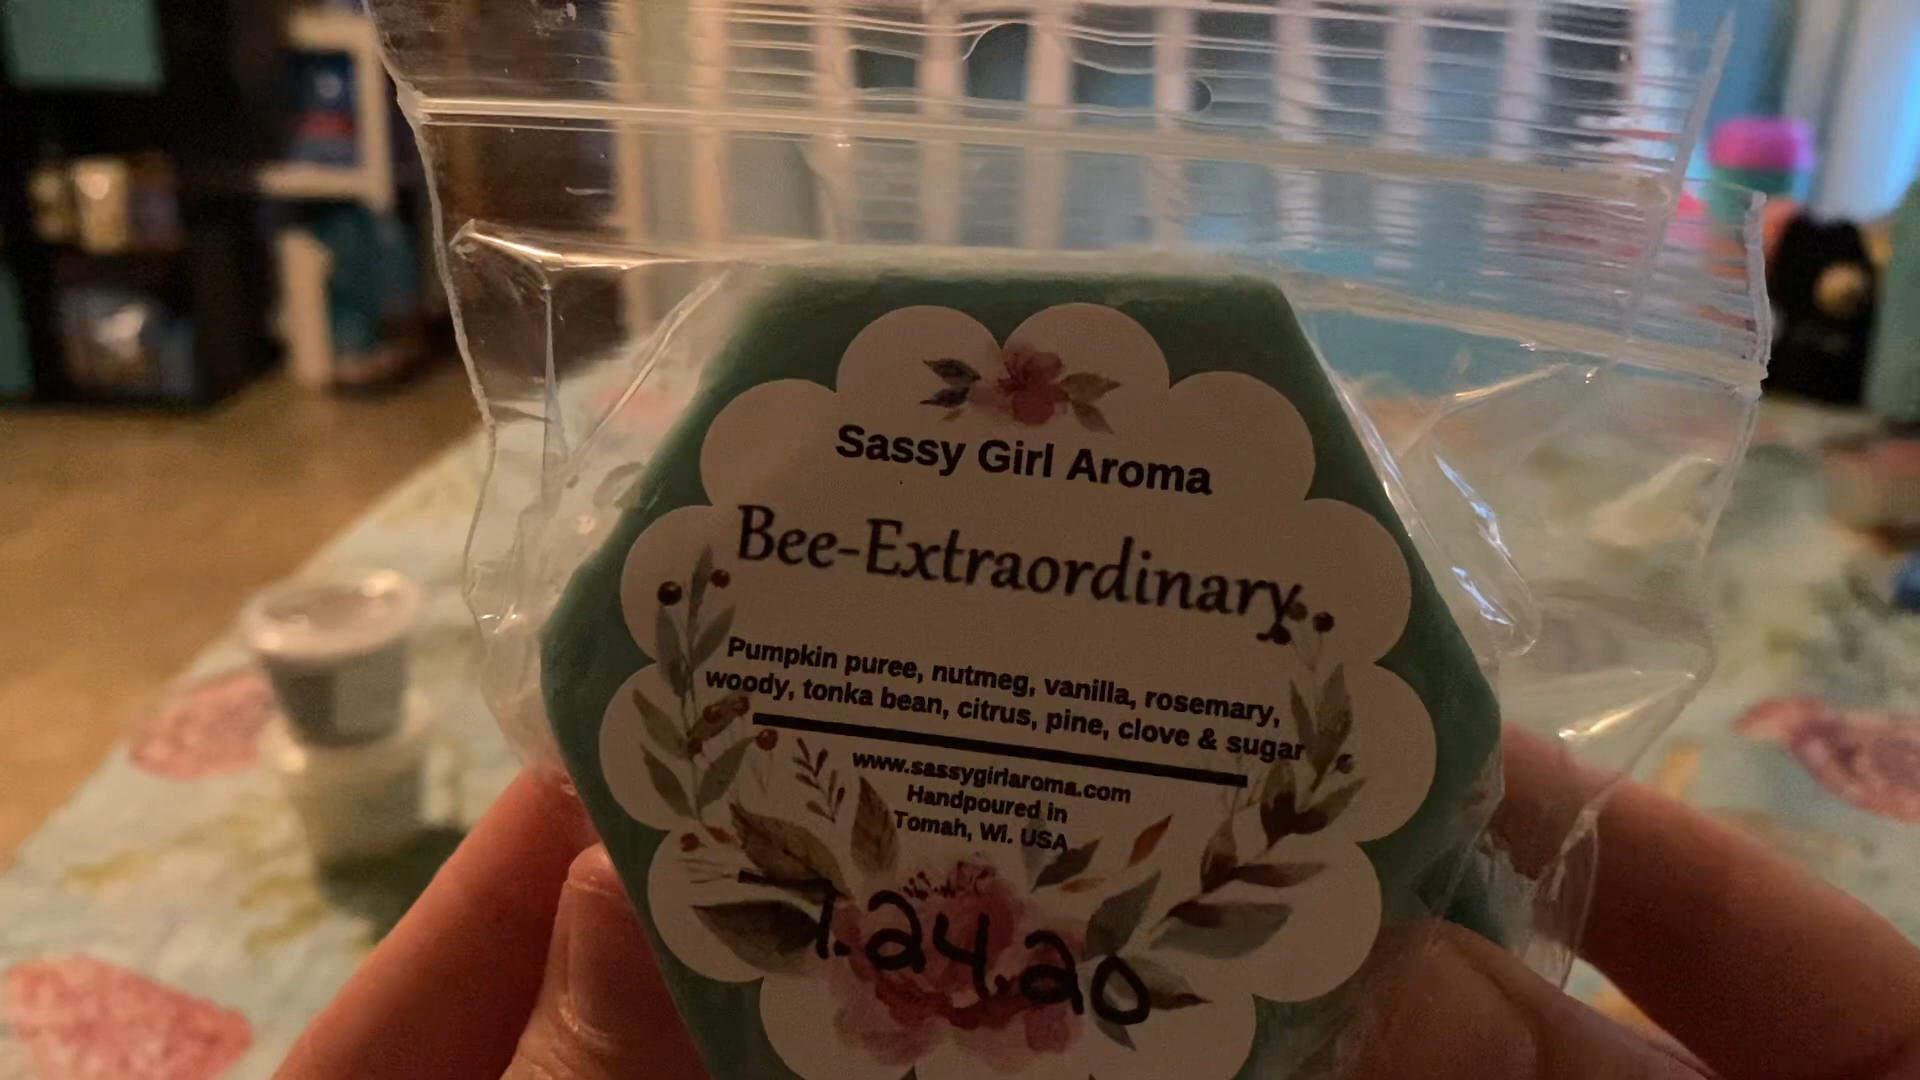 Sassy Girl Aroma
Bee-Extraordinary
Pumpkin puree, nutmeg, vanilla, rosemary,
woody, tonka bean, citrus, pine, clove & sugar
www.sassygirlaroma.com
Handpoured in
Tomah, Wi. USA
7.24.20